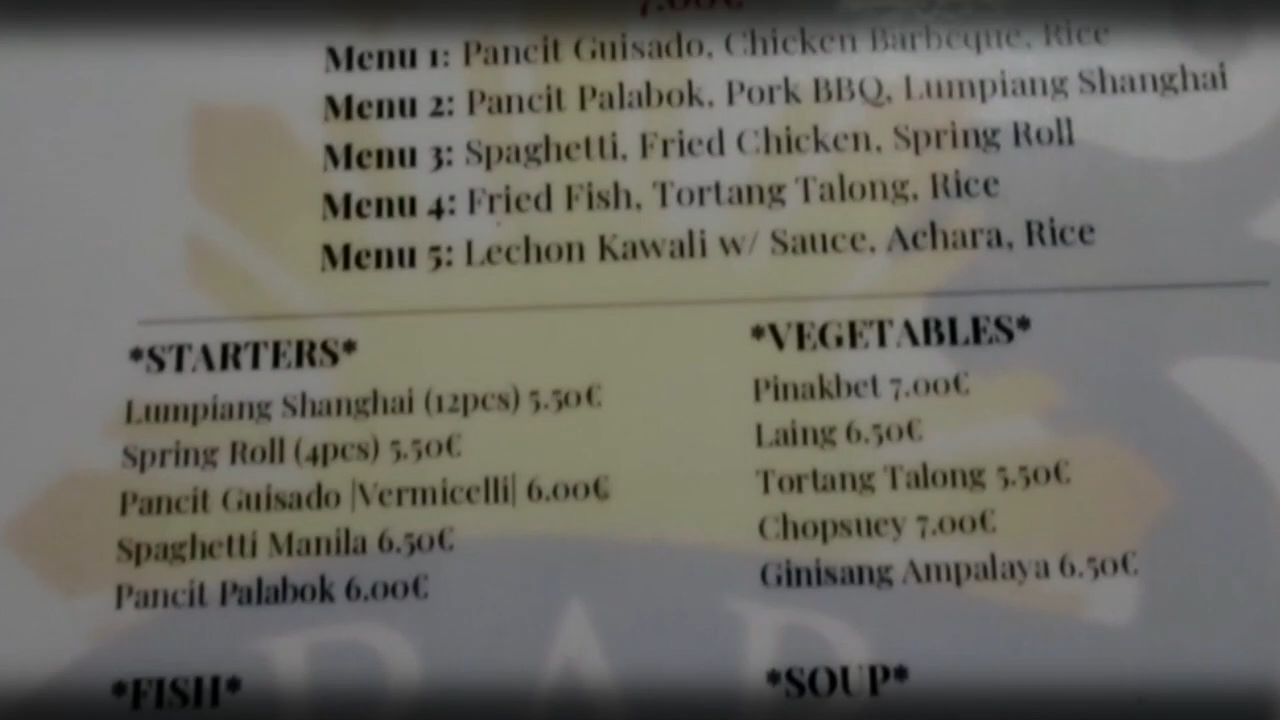 7.00€
Menu 1: Pancit Guisado, Chicken Barbeque, Rice
Menu 2: Pancit Palabok, Pork BBQ, Lumpiang Shanghai
Menu 3: Spaghetti, Fried Chicken, Spring Roll
Menu 4: Fried Fish, Tortang Talong, Rice
Menu 5: Lechon Kawali w/ Sauce, Achara, Rice
*STARTERS*
Lumpiang Shanghai (12pcs) 5.50€
Spring Roll (4pcs) 5.50€
Pancit Guisado |Vermicelli| 6.00€
Spaghetti Manila 6.50€
Pancit Palabok 6.00€
*VEGETABLES*
Pinakbet 7.00€
Laing 6.50€
Tortang Talong 5.50€
Chopsuey 7.00€
Ginisang Ampalaya 6.50€
BAR
*FISH*
*SOUP*